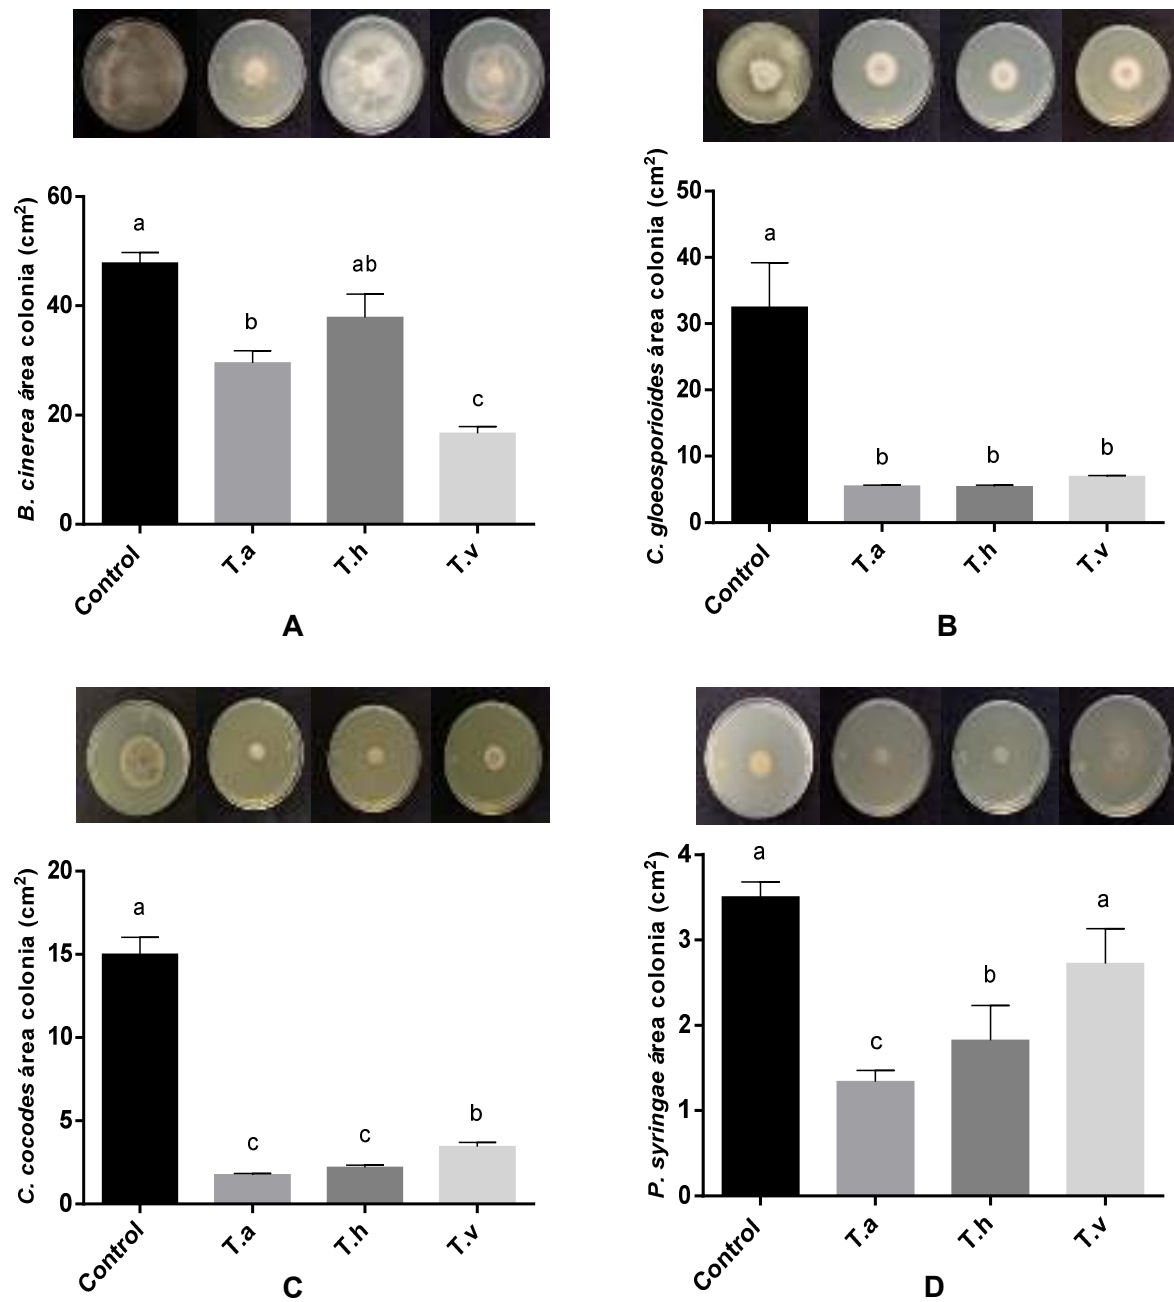 B. cinerea área colonia (cm²)
60
40
20
0
a
b
ab
c
Control
T.a
T.h
T.v
A
C. gloeosporioides área colonia (cm²)
50
40
30
20
10
0
a
b
b
b
Control
T.a
T.h
T.v
B
C. cocodes área colonia (cm²)
20
15
10
5
0
a
c
c
b
Control
T.a
T.h
T.v
C
P. syringae área colonia (cm²)
4
3
2
1
0
a
c
b
a
Control
T.a
T.h
T.v
D